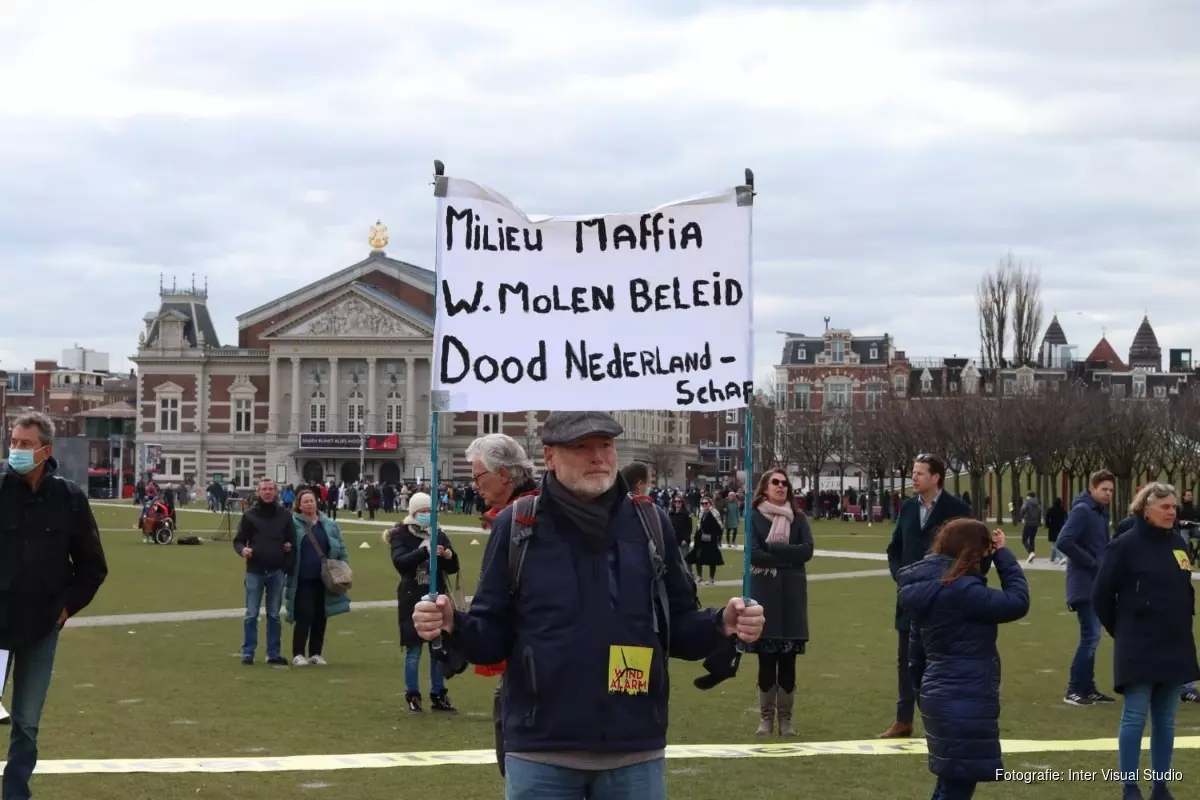 Milieu Maffia
W. Molen Beleid
Dood Nederland-
Schap
WIND
ALARM
Fotografie: Inter Visual Studio